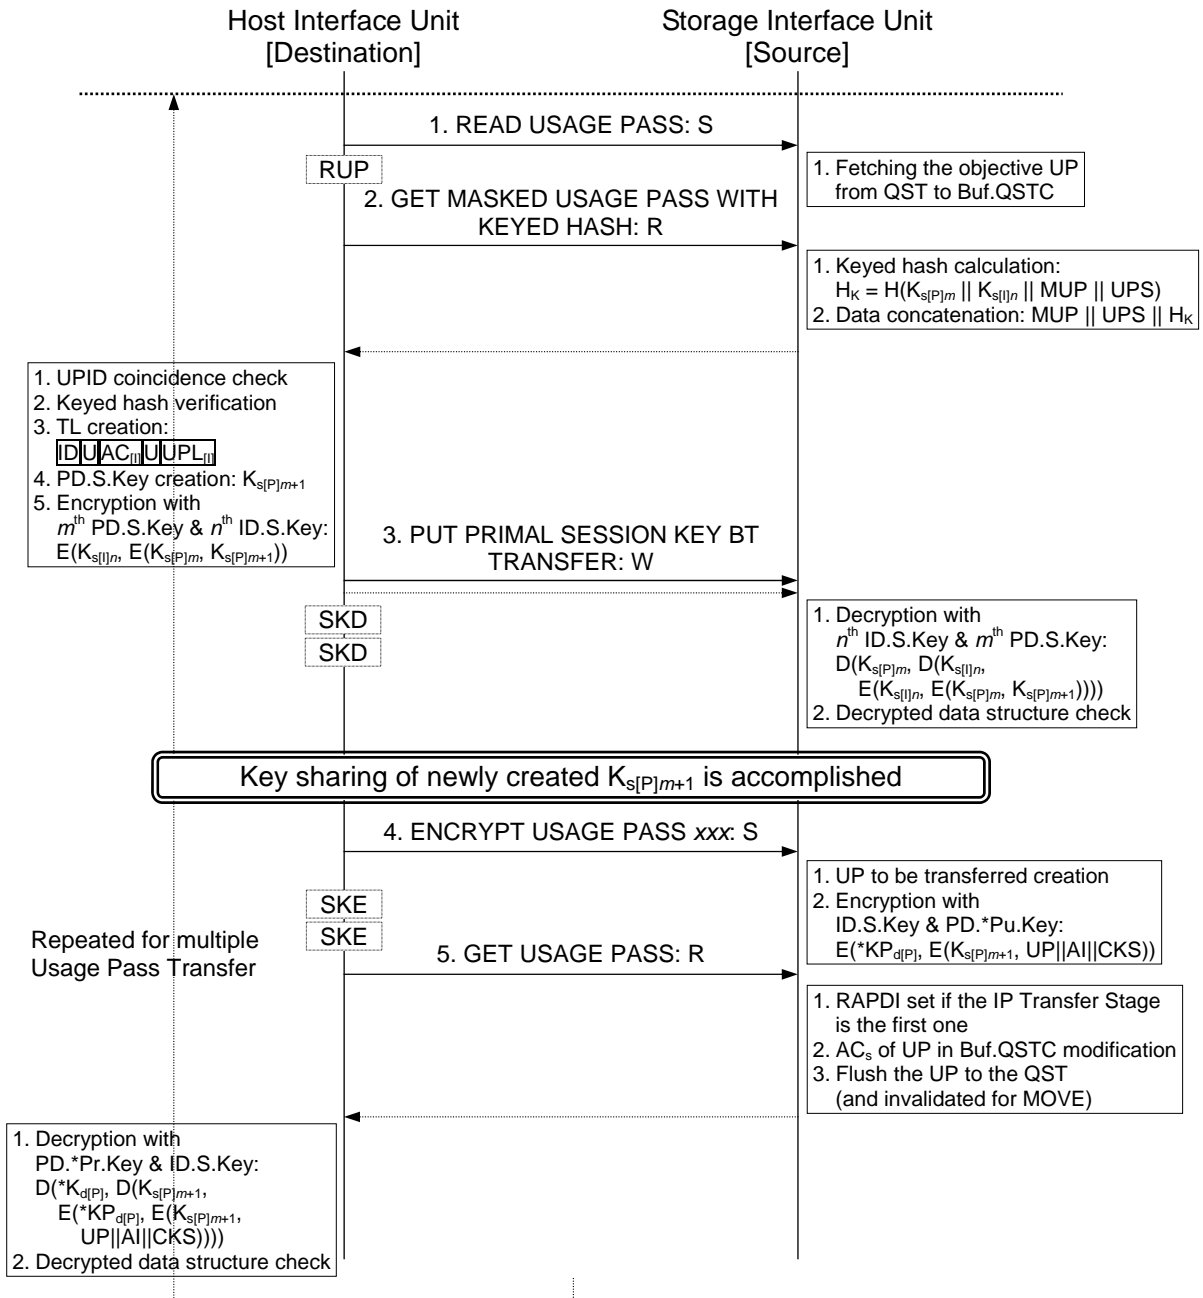 Host Interface Unit
[Destination]
Storage Interface Unit
[Source]
1. READ USAGE PASS: S
RUP
1. Fetching the objective UP
from QST to Buf.QSTC
2. GET MASKED USAGE PASS WITH
KEYED HASH: R
1. Keyed hash calculation:
H_K = H(K_s[P]m || K_s[I]n || MUP || UPS)
2. Data concatenation: MUP || UPS || H_K
1. UPID coincidence check
2. Keyed hash verification
3. TL creation:
ID U AC_[I] U UPL_[I]
4. PD.S.Key creation: K_s[P]m+1
5. Encryption with
m^th PD.S.Key & n^th ID.S.Key:
E(K_s[I]n, E(K_s[P]m, K_s[P]m+1))
3. PUT PRIMAL SESSION KEY BT
TRANSFER: W
SKD
SKD
1. Decryption with
n^th ID.S.Key & m^th PD.S.Key:
D(K_s[P]m, D(K_s[I]n,
E(K_s[I]n, E(K_s[P]m, K_s[P]m+1))))
2. Decrypted data structure check
Key sharing of newly created K_s[P]m+1 is accomplished
4. ENCRYPT USAGE PASS xxx: S
SKE
SKE
1. UP to be transferred creation
2. Encryption with
ID.S.Key & PD.*Pu.Key:
E(*KP_d[P], E(K_s[P]m+1, UP||AI||CKS))
Repeated for multiple
Usage Pass Transfer
5. GET USAGE PASS: R
1. RAPDI set if the IP Transfer Stage
is the first one
2. AC_s of UP in Buf.QSTC modification
3. Flush the UP to the QST
(and invalidated for MOVE)
1. Decryption with
PD.*Pr.Key & ID.S.Key:
D(*K_d[P], D(K_s[P]m+1,
E(*KP_d[P], E(K_s[P]m+1,
UP||AI||CKS))))
2. Decrypted data structure check